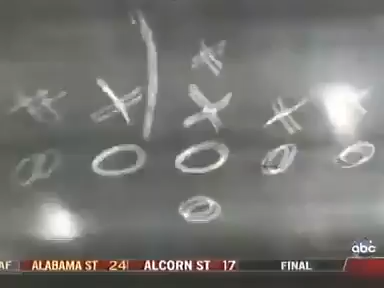 X
X X X X
O O O O O
O
abc
AF ALABAMA ST 24 ALCORN ST 17 FINAL